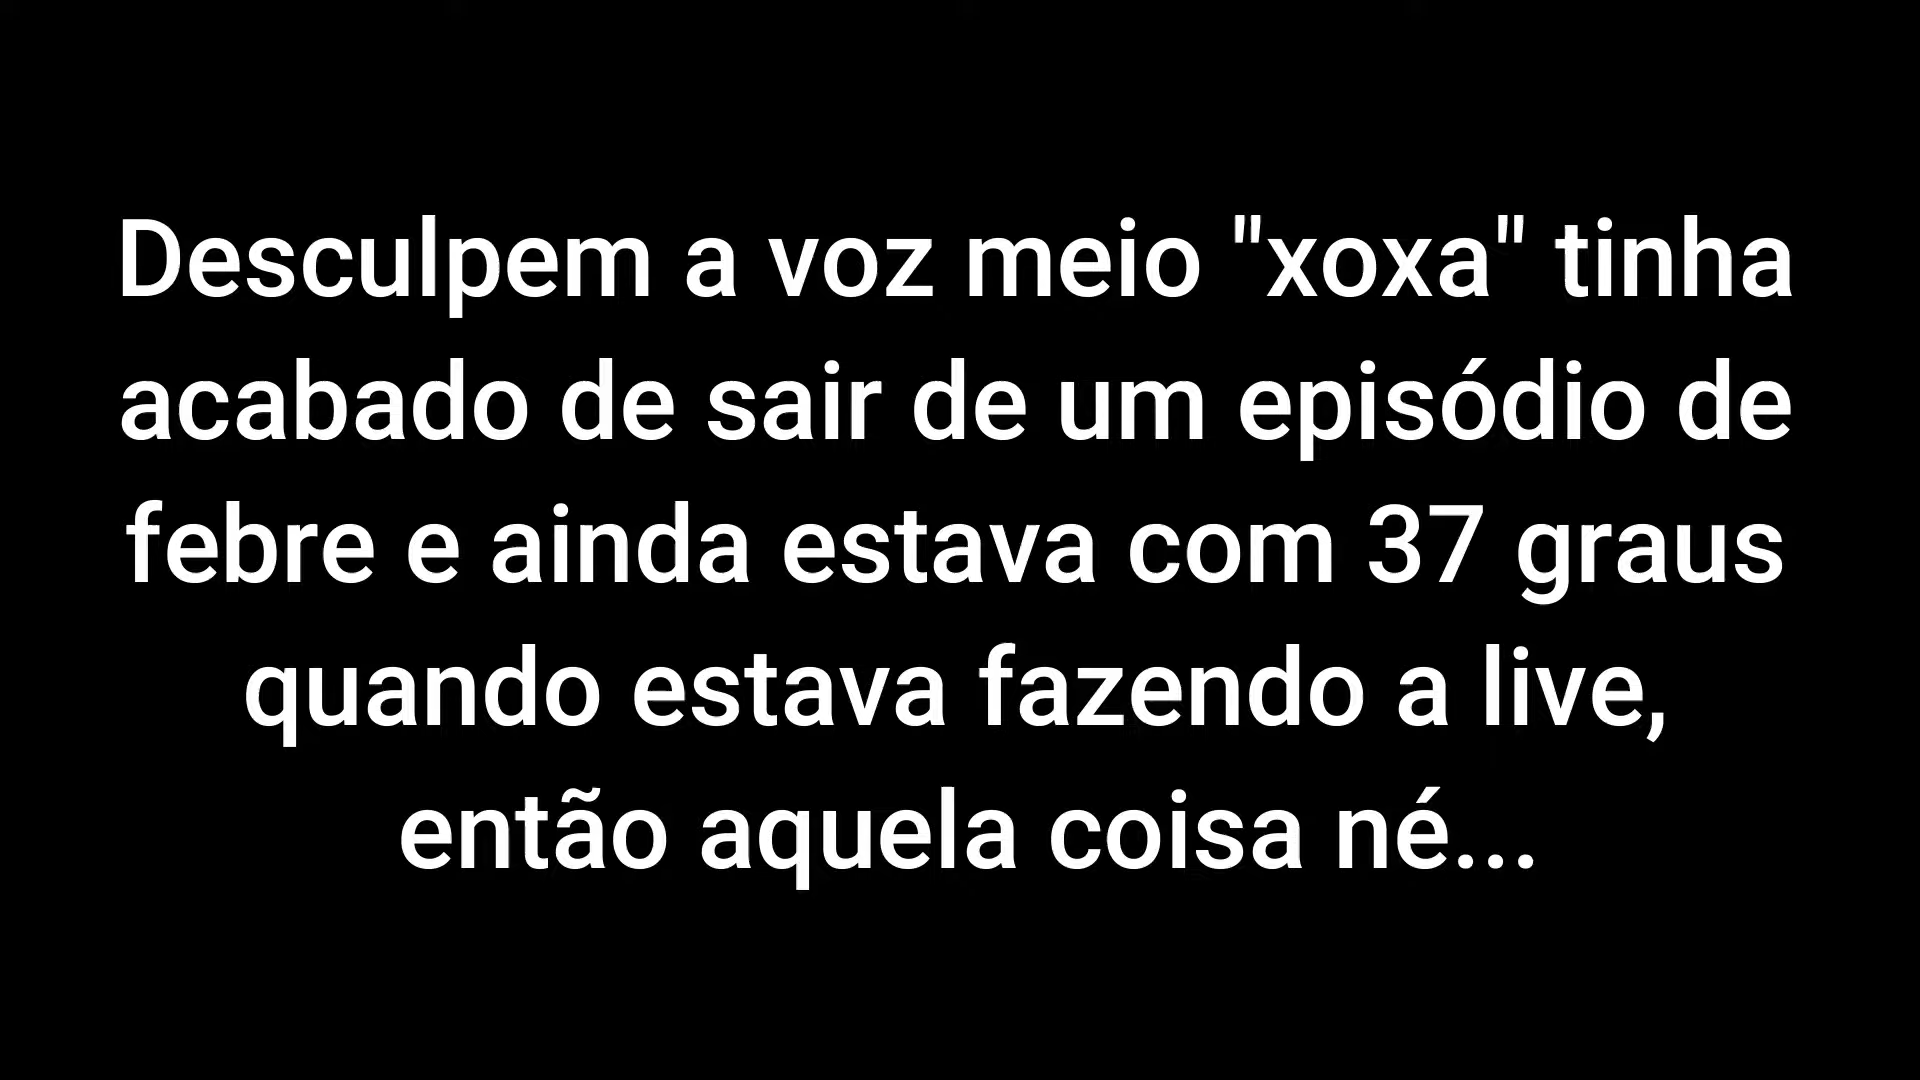 Desculpem a voz meio "xoxa" tinha
acabado de sair de um episódio de
febre e ainda estava com 37 graus
quando estava fazendo a live,
então aquela coisa né...